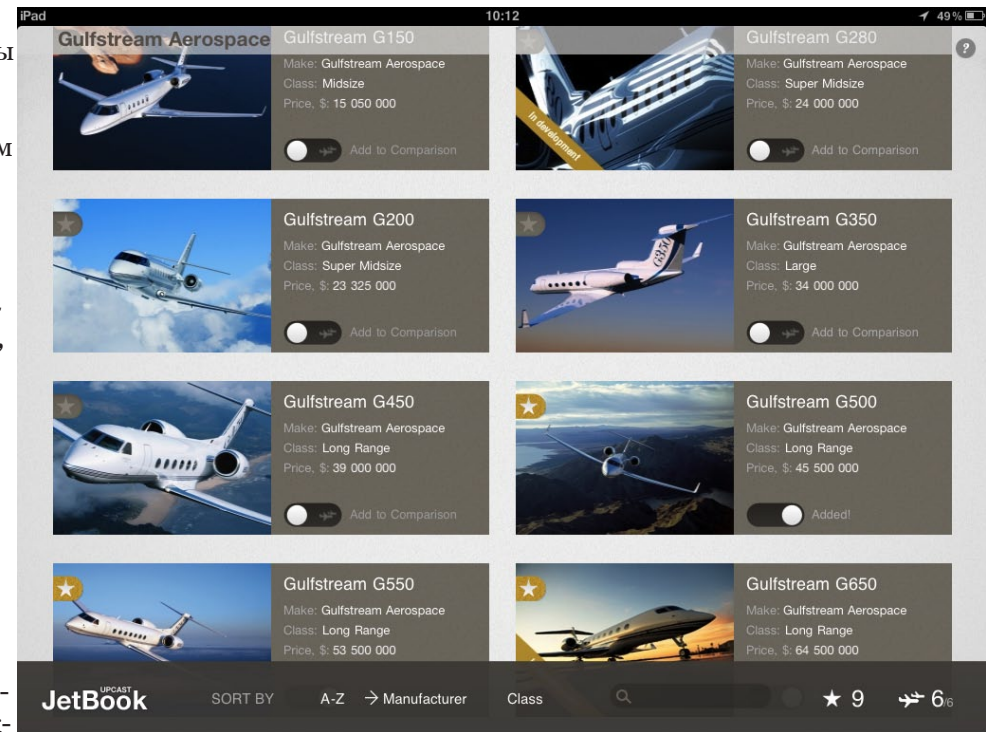 iPad 10:12 49%
ы
м
,
-
-
Gulfstream Aerospace
?
Gulfstream G150
Make: Gulfstream Aerospace
Class: Midsize
Price, $: 15 050 000
Add to Comparison
Gulfstream G280
Make: Gulfstream Aerospace
Class: Super Midsize
Price, $: 24 000 000
Add to Comparison
In development
Gulfstream G200
Make: Gulfstream Aerospace
Class: Super Midsize
Price, $: 23 325 000
Add to Comparison
G350
Gulfstream G350
Make: Gulfstream Aerospace
Class: Large
Price, $: 34 000 000
Add to Comparison
Gulfstream G450
Make: Gulfstream Aerospace
Class: Long Range
Price, $: 39 000 000
Add to Comparison
Gulfstream G500
Make: Gulfstream Aerospace
Class: Long Range
Price, $: 45 500 000
Added!
Gulfstream G550
Make: Gulfstream Aerospace
Class: Long Range
Price, $: 53 500 000
Gulfstream G650
Make: Gulfstream Aerospace
Class: Long Range
Price, $: 64 500 000
UPCAST
JetBook SORT BY A-Z → Manufacturer Class ★ 9 6/6